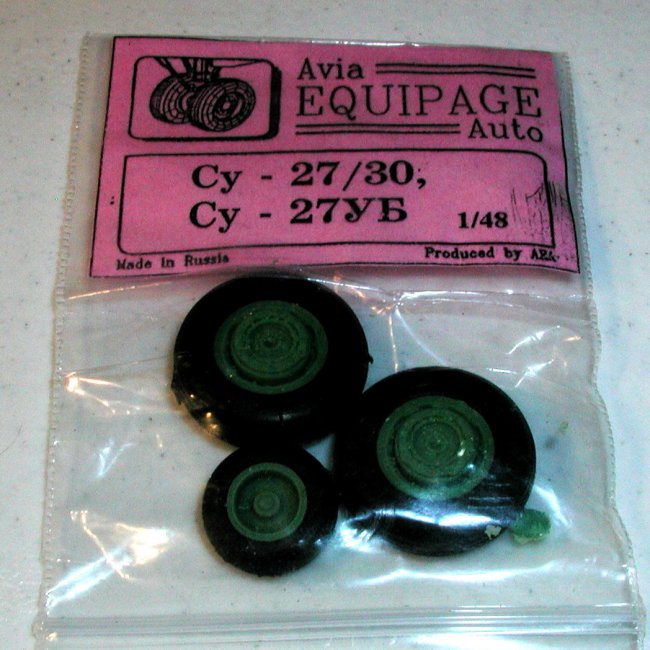 Avia
EQUIPAGE
Auto
Су - 27/30,
Су - 27УБ 1/48
Made in Russia Produced by